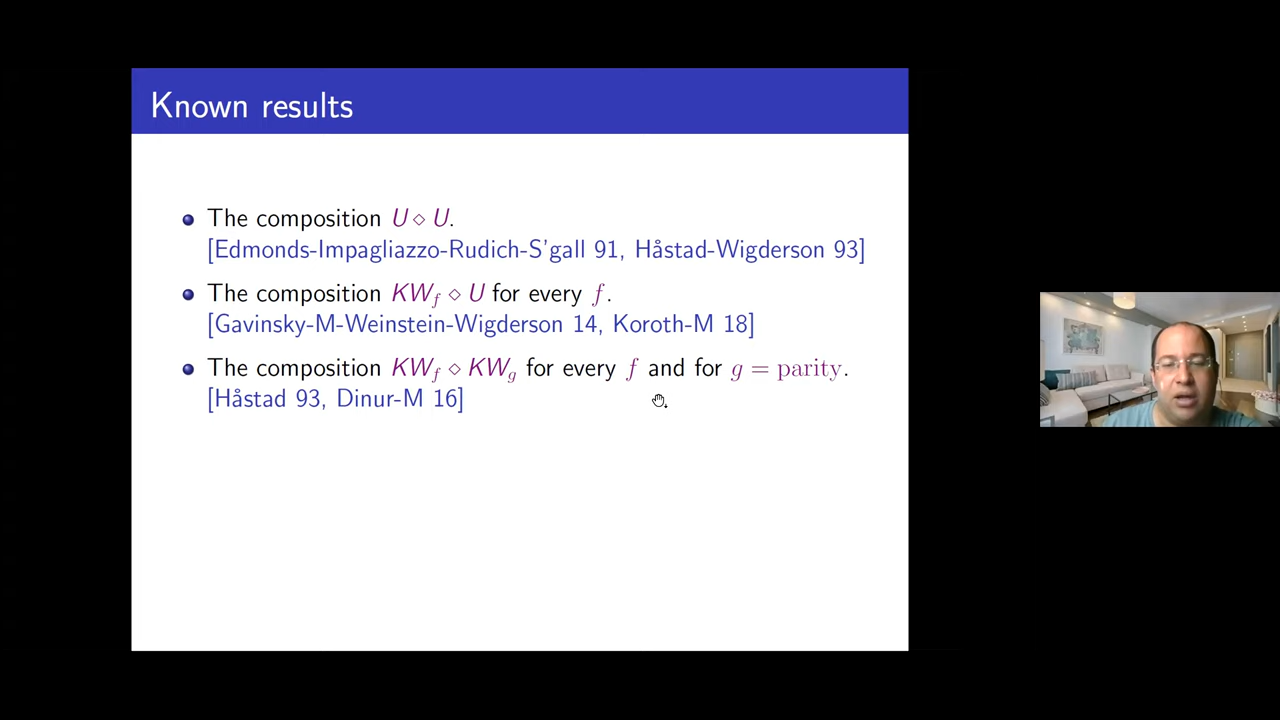 Known results
The composition U ⋄ U.
[Edmonds-Impagliazzo-Rudich-S'gall 91, Håstad-Wigderson 93]
The composition KW_f ⋄ U for every f.
[Gavinsky-M-Weinstein-Wigderson 14, Koroth-M 18]
The composition KW_f ⋄ KW_g for every f and for g = parity.
[Håstad 93, Dinur-M 16]